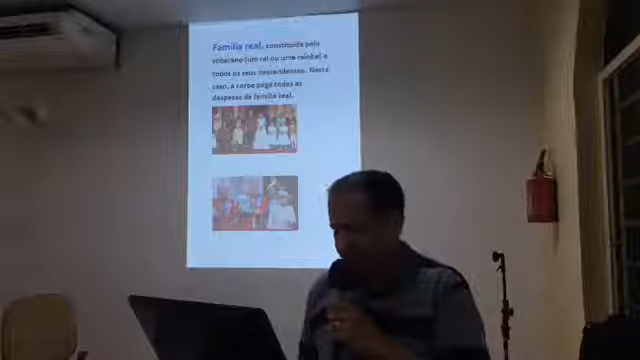 Família real, constituída pelo
soberano (um rei ou uma rainha) e
todos os seus descendentes. Neste
caso, a coroa paga todas as
despesas da família real.